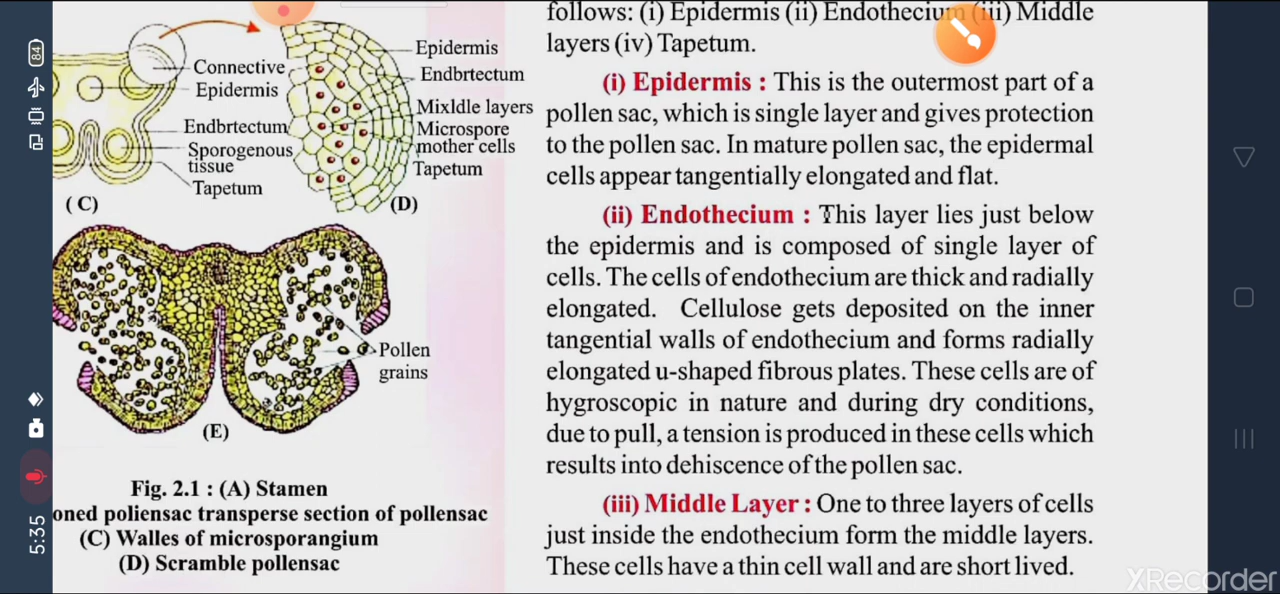 84
5:35
Connective
Epidermis
Endbrtectum
Sporogenous
tissue
Tapetum
( C)
Epidermis
Endbrtectum
Mixldle layers
Microspore
mother cells
Tapetum
(D)
Pollen
grains
(E)
Fig. 2.1 : (A) Stamen
oned poliensac transperse section of pollensac
(C) Walles of microsporangium
(D) Scramble pollensac
follows: (i) Epidermis (ii) Endothecium (iii) Middle
layers (iv) Tapetum.
(i) Epidermis : This is the outermost part of a
pollen sac, which is single layer and gives protection
to the pollen sac. In mature pollen sac, the epidermal
cells appear tangentially elongated and flat.
(ii) Endothecium : This layer lies just below
the epidermis and is composed of single layer of
cells. The cells of endothecium are thick and radially
elongated. Cellulose gets deposited on the inner
tangential walls of endothecium and forms radially
elongated u-shaped fibrous plates. These cells are of
hygroscopic in nature and during dry conditions,
due to pull, a tension is produced in these cells which
results into dehiscence of the pollen sac.
(iii) Middle Layer : One to three layers of cells
just inside the endothecium form the middle layers.
These cells have a thin cell wall and are short lived.
XRecorder